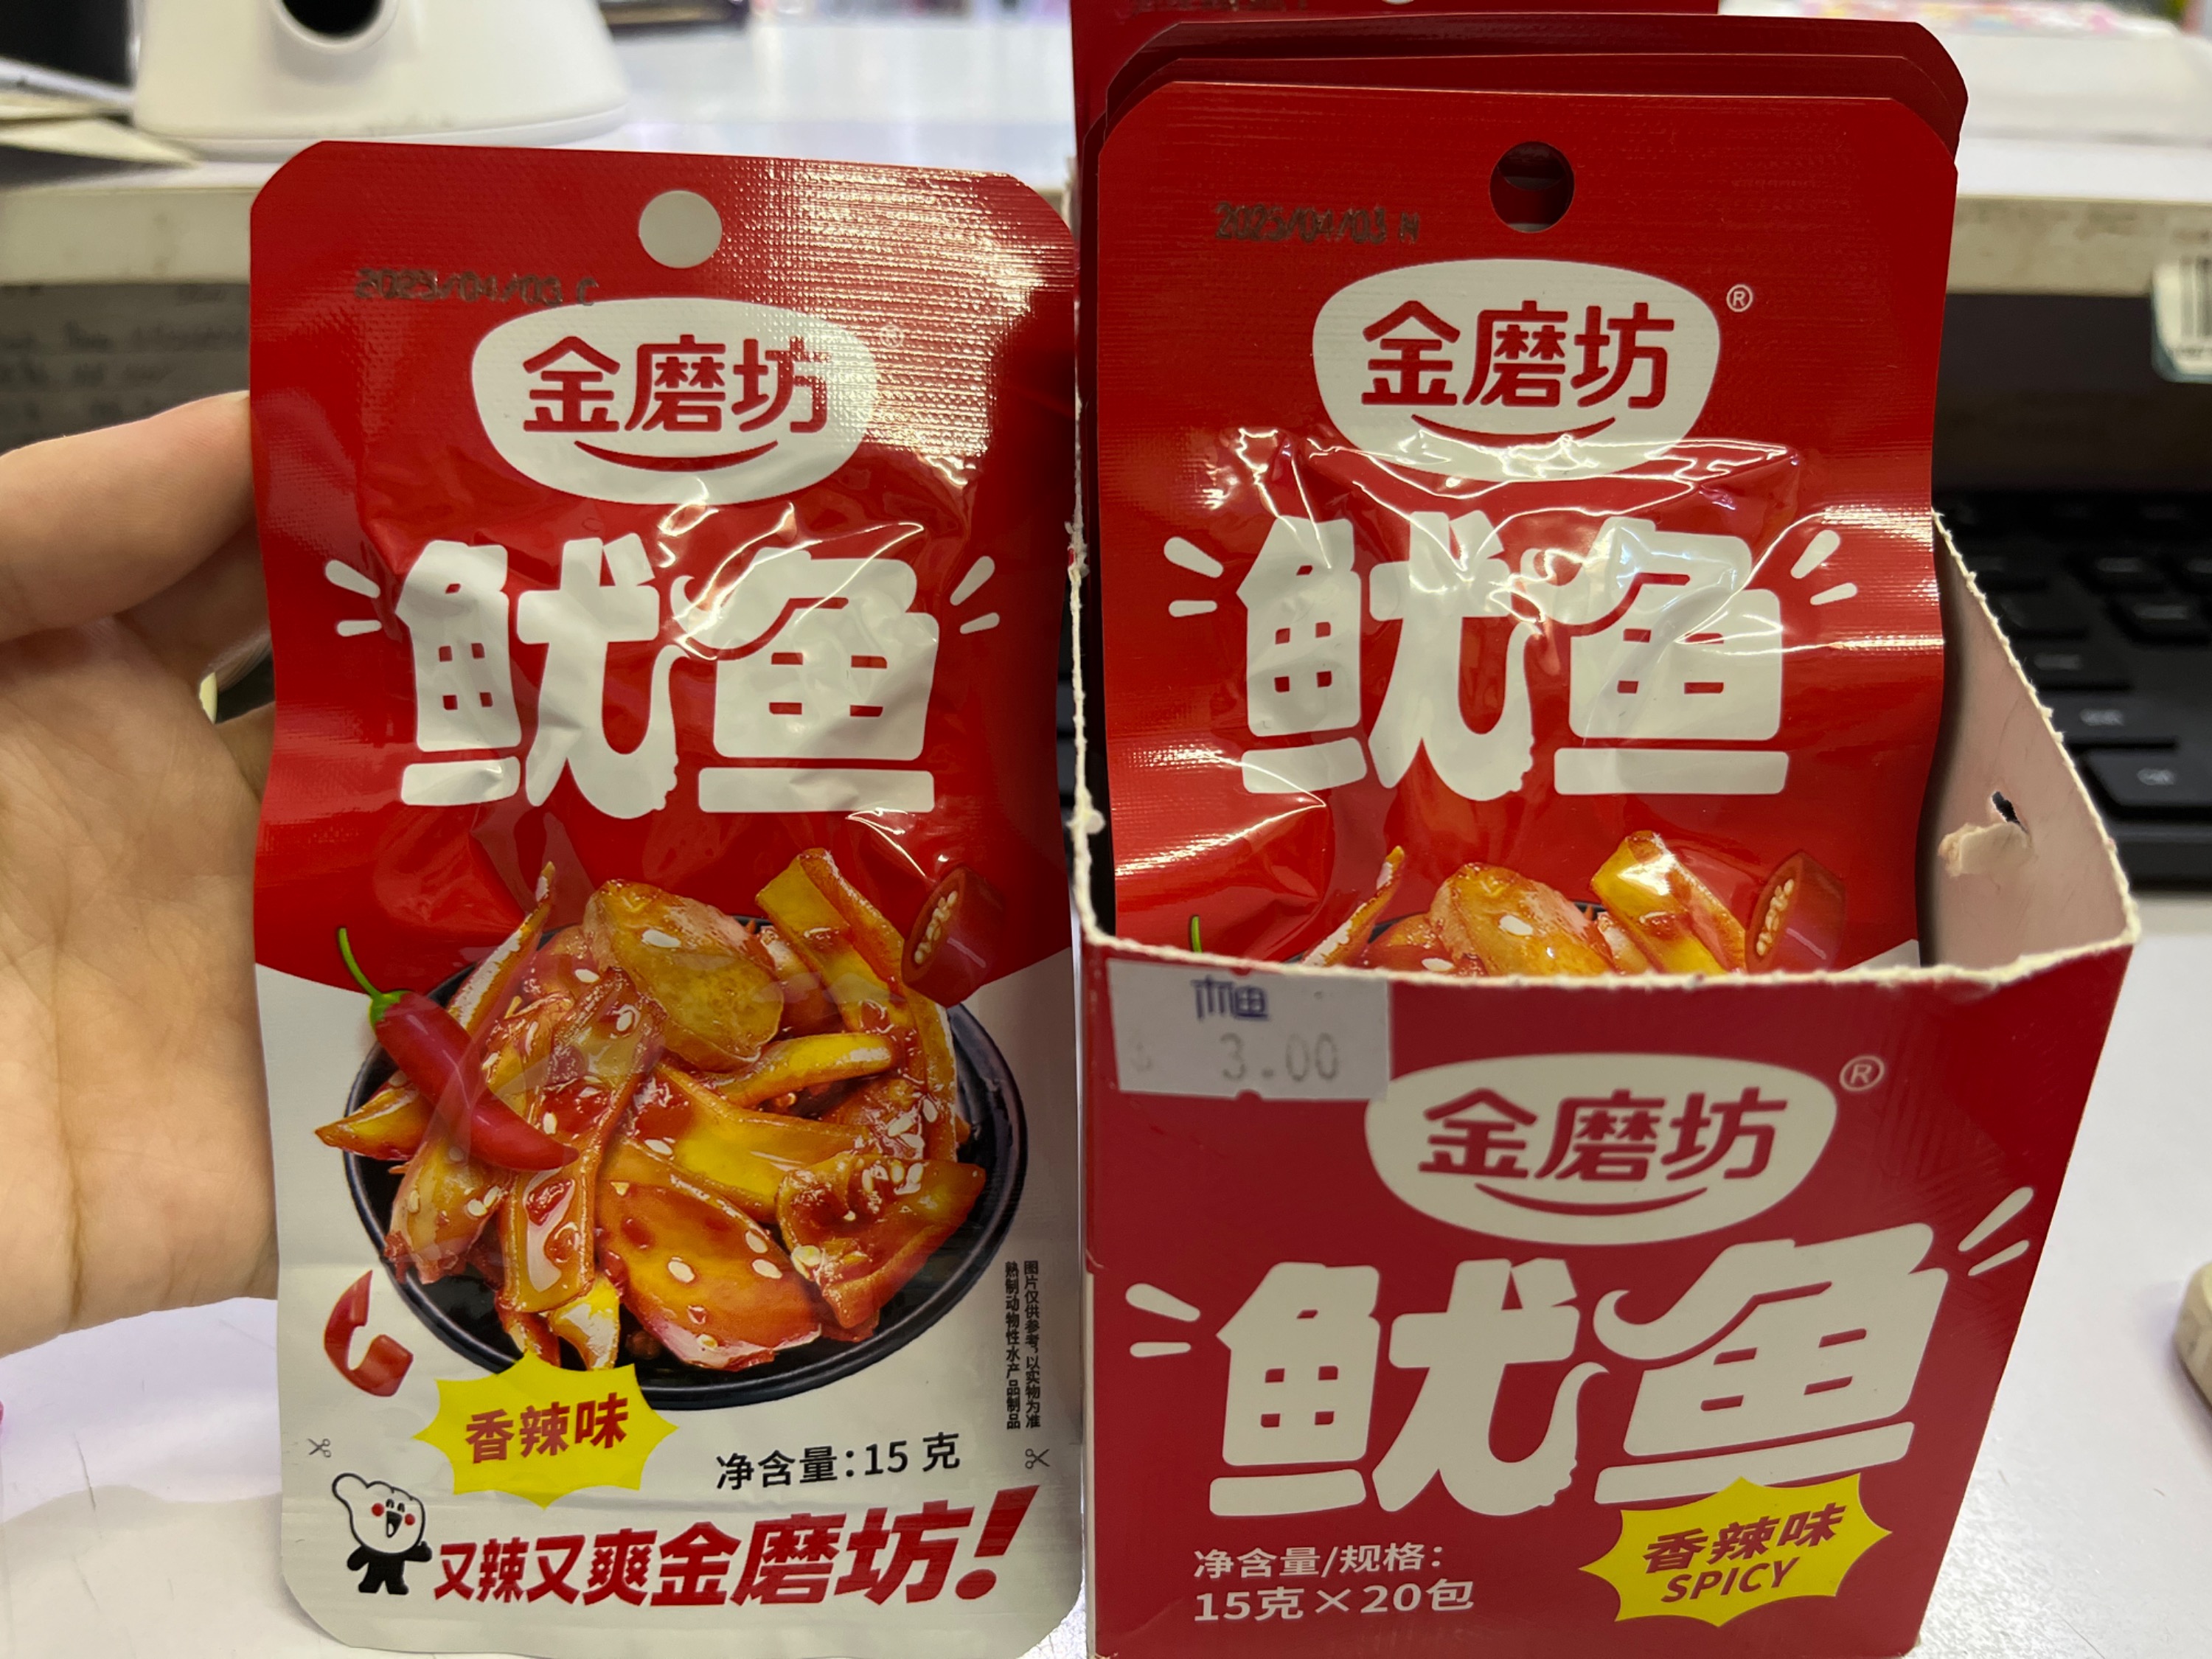 2025/04/03 C
金磨坊
鱿鱼
图片仅供参考，以实物为准
熟制动物性水产品制品
香辣味
净含量：15 克
又辣又爽金磨坊！
2025/04/03 N
金磨坊®
鱿鱼
$ 3.00
金磨坊®
鱿鱼
净含量/规格：
15克×20包
香辣味
SPICY